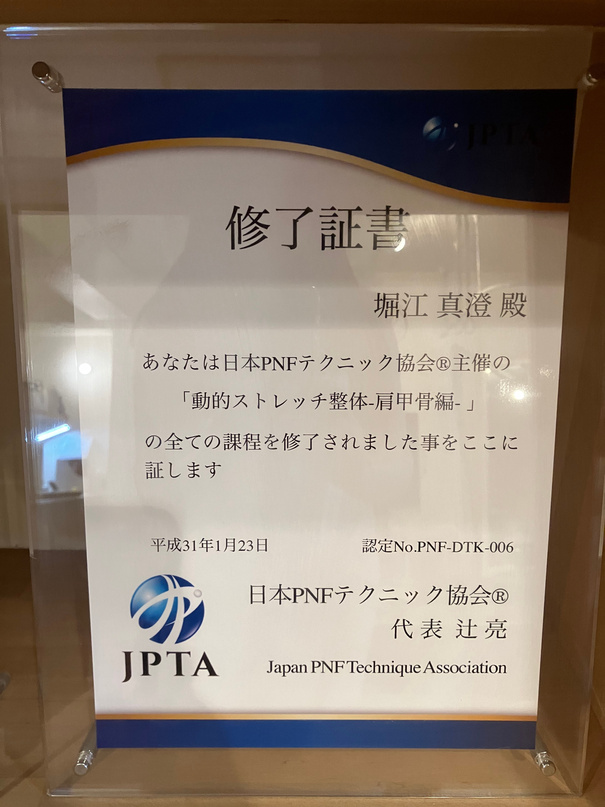 JPTA
修了証書
堀江 真澄 殿
あなたは日本PNFテクニック協会®主催の
「動的ストレッチ整体-肩甲骨編- 」
の全ての課程を修了されました事をここに
証します
平成31年1月23日 認定No.PNF-DTK-006
日本PNFテクニック協会®
代表 辻 亮
JPTA
Japan PNF Technique Association